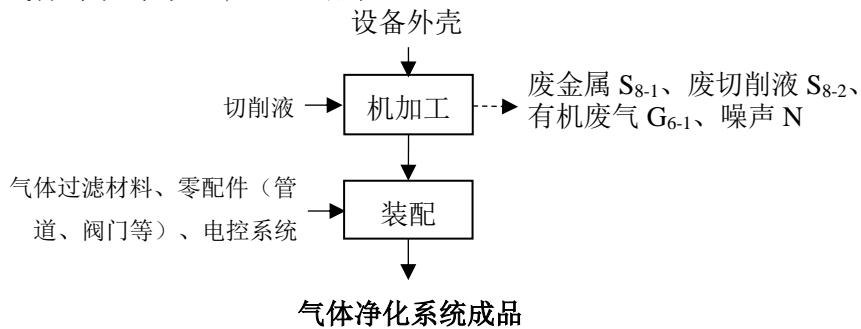 设备外壳
切削液
机加工
废金属 S8-1、废切削液 S8-2、
有机废气 G6-1、噪声 N
气体过滤材料、零配件（管
道、阀门等）、电控系统
装配
气体净化系统成品